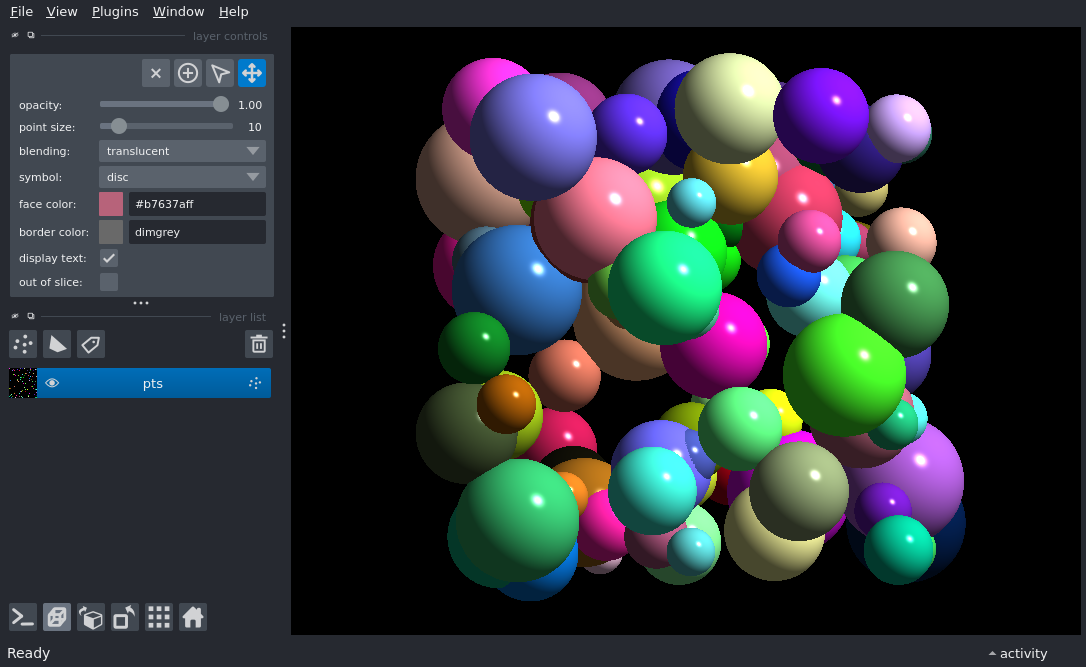 File View Plugins Window Help
layer controls
opacity: 1.00
point size: 10
blending: translucent
symbol: disc
face color: #b7637aff
border color: dimgrey
display text:
out of slice:
layer list
pts
Ready
activity